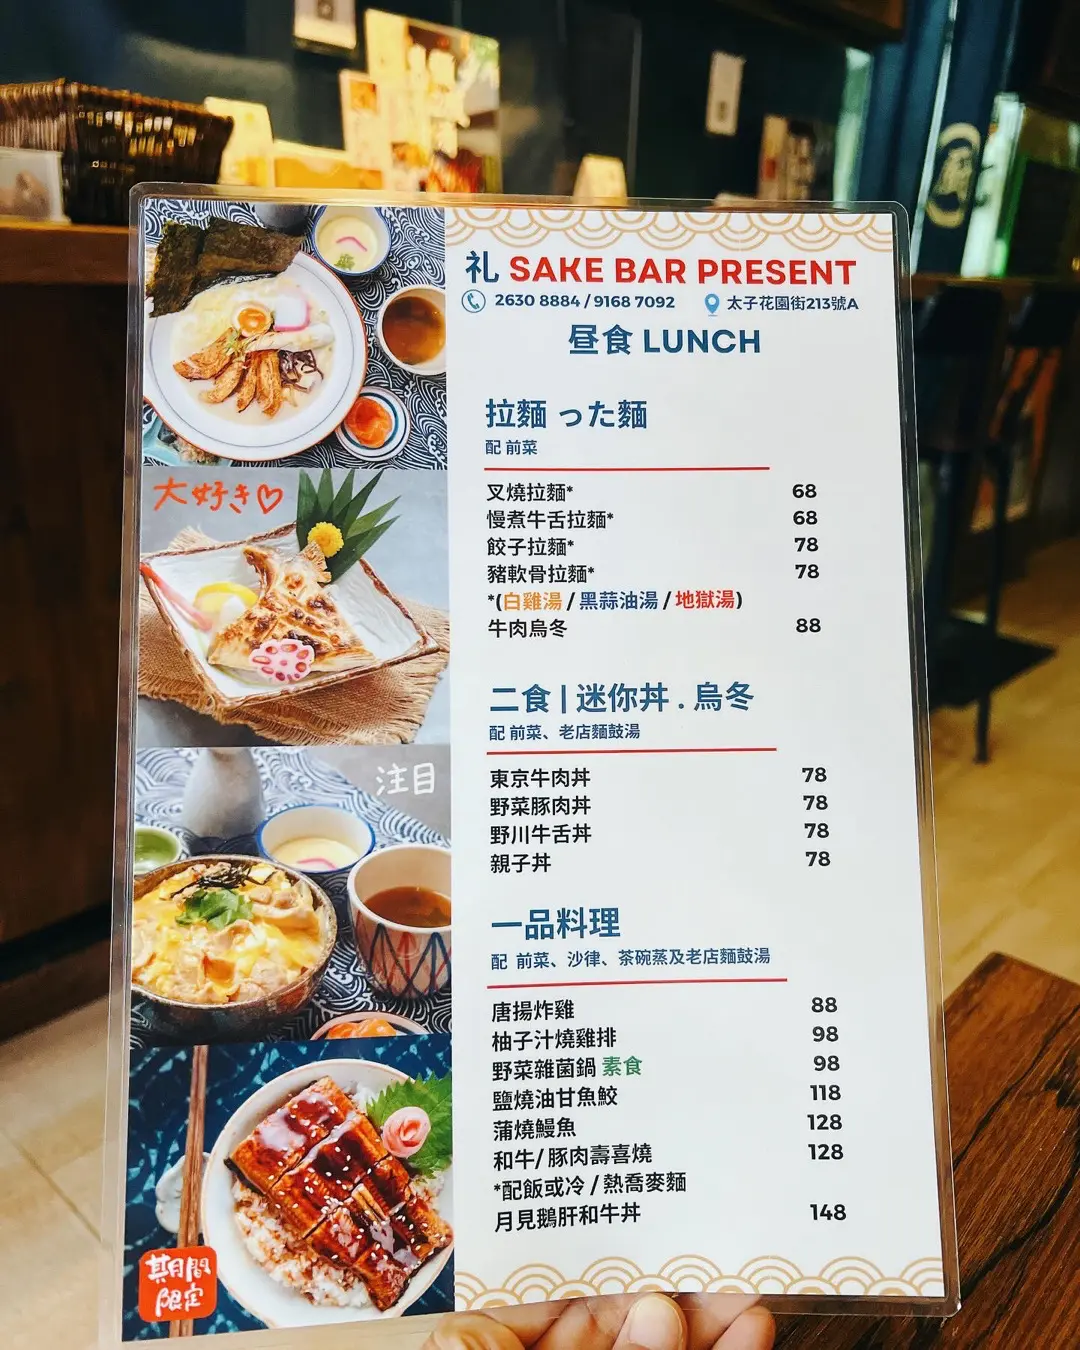 礼 SAKE BAR PRESENT
2630 8884 / 9168 7092 太子花園街213號A
昼食 LUNCH
拉麵 った麵
配 前菜
叉燒拉麵* 68
慢煮牛舌拉麵* 68
餃子拉麵* 78
豬軟骨拉麵* 78
*(白雞湯 / 黑蒜油湯 / 地獄湯)
牛肉烏冬 88
二食 | 迷你丼 . 烏冬
配 前菜、老店麵鼓湯
東京牛肉丼 78
野菜豚肉丼 78
野川牛舌丼 78
親子丼 78
一品料理
配 前菜、沙律、茶碗蒸及老店麵鼓湯
唐揚炸雞 88
柚子汁燒雞排 98
野菜雜菌鍋 素食 98
鹽燒油甘魚鮫 118
蒲燒鰻魚 128
和牛/ 豚肉壽喜燒 128
*配飯或冷 / 熱喬麥麵
月見鵝肝和牛丼 148
大好き♡
注目
期間
限定